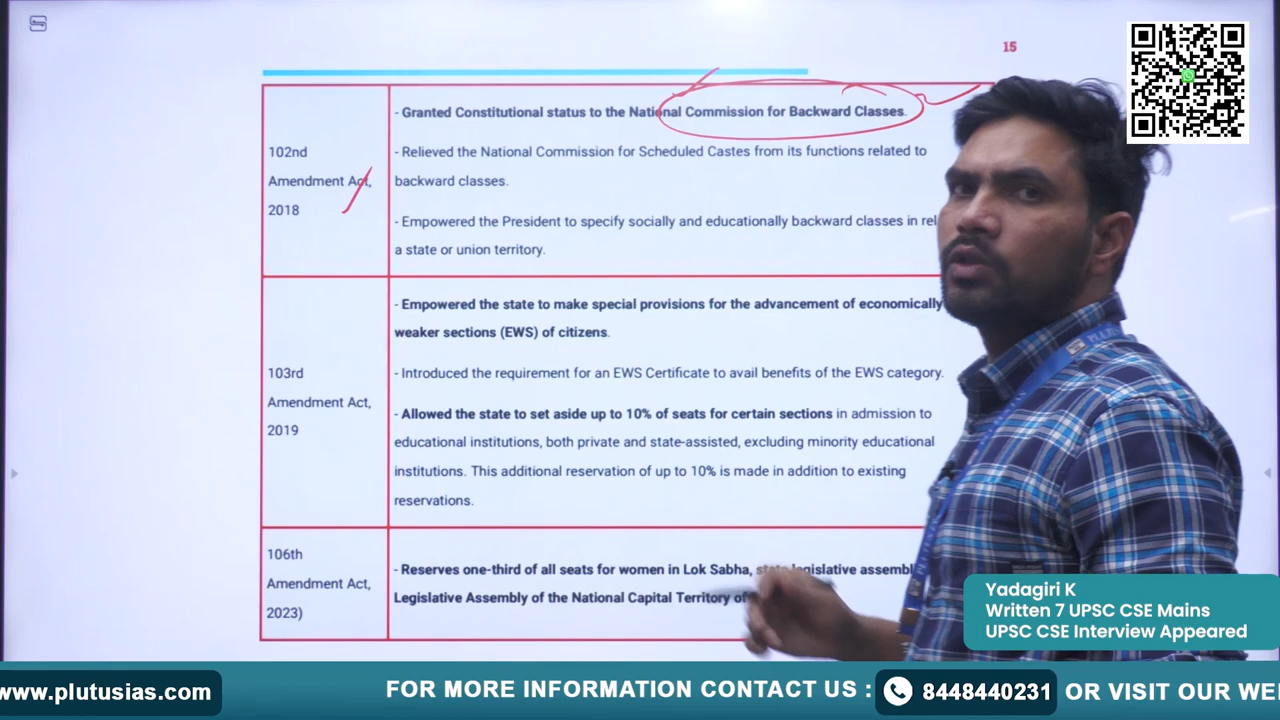 15
- Granted Constitutional status to the National Commission for Backward Classes.
102nd
- Relieved the National Commission for Scheduled Castes from its functions related to
Amendment Act,
backward classes.
2018
- Empowered the President to specify socially and educationally backward classes in
a state or union territory.
- Empowered the state to make special provisions for the advancement of economically
weaker sections (EWS) of citizens.
103rd
- Introduced the requirement for an EWS Certificate to avail benefits of the EWS category.
Amendment Act,
- Allowed the state to set aside up to 10% of seats for certain sections in admission to
2019
educational institutions, both private and state-assisted, excluding minority educational
institutions. This additional reservation of up to 10% is made in addition to existing
reservations.
106th
- Reserves one-third of all seats for women in Lok Sabha, state legislative
Amendment Act,
Legislative Assembly of the National Capital Territory of
2023)
Yadagiri K
Written 7 UPSC CSE Mains
UPSC CSE Interview Appeared
www.plutusias.com
FOR MORE INFORMATION CONTACT US :
8448440231
OR VISIT OUR